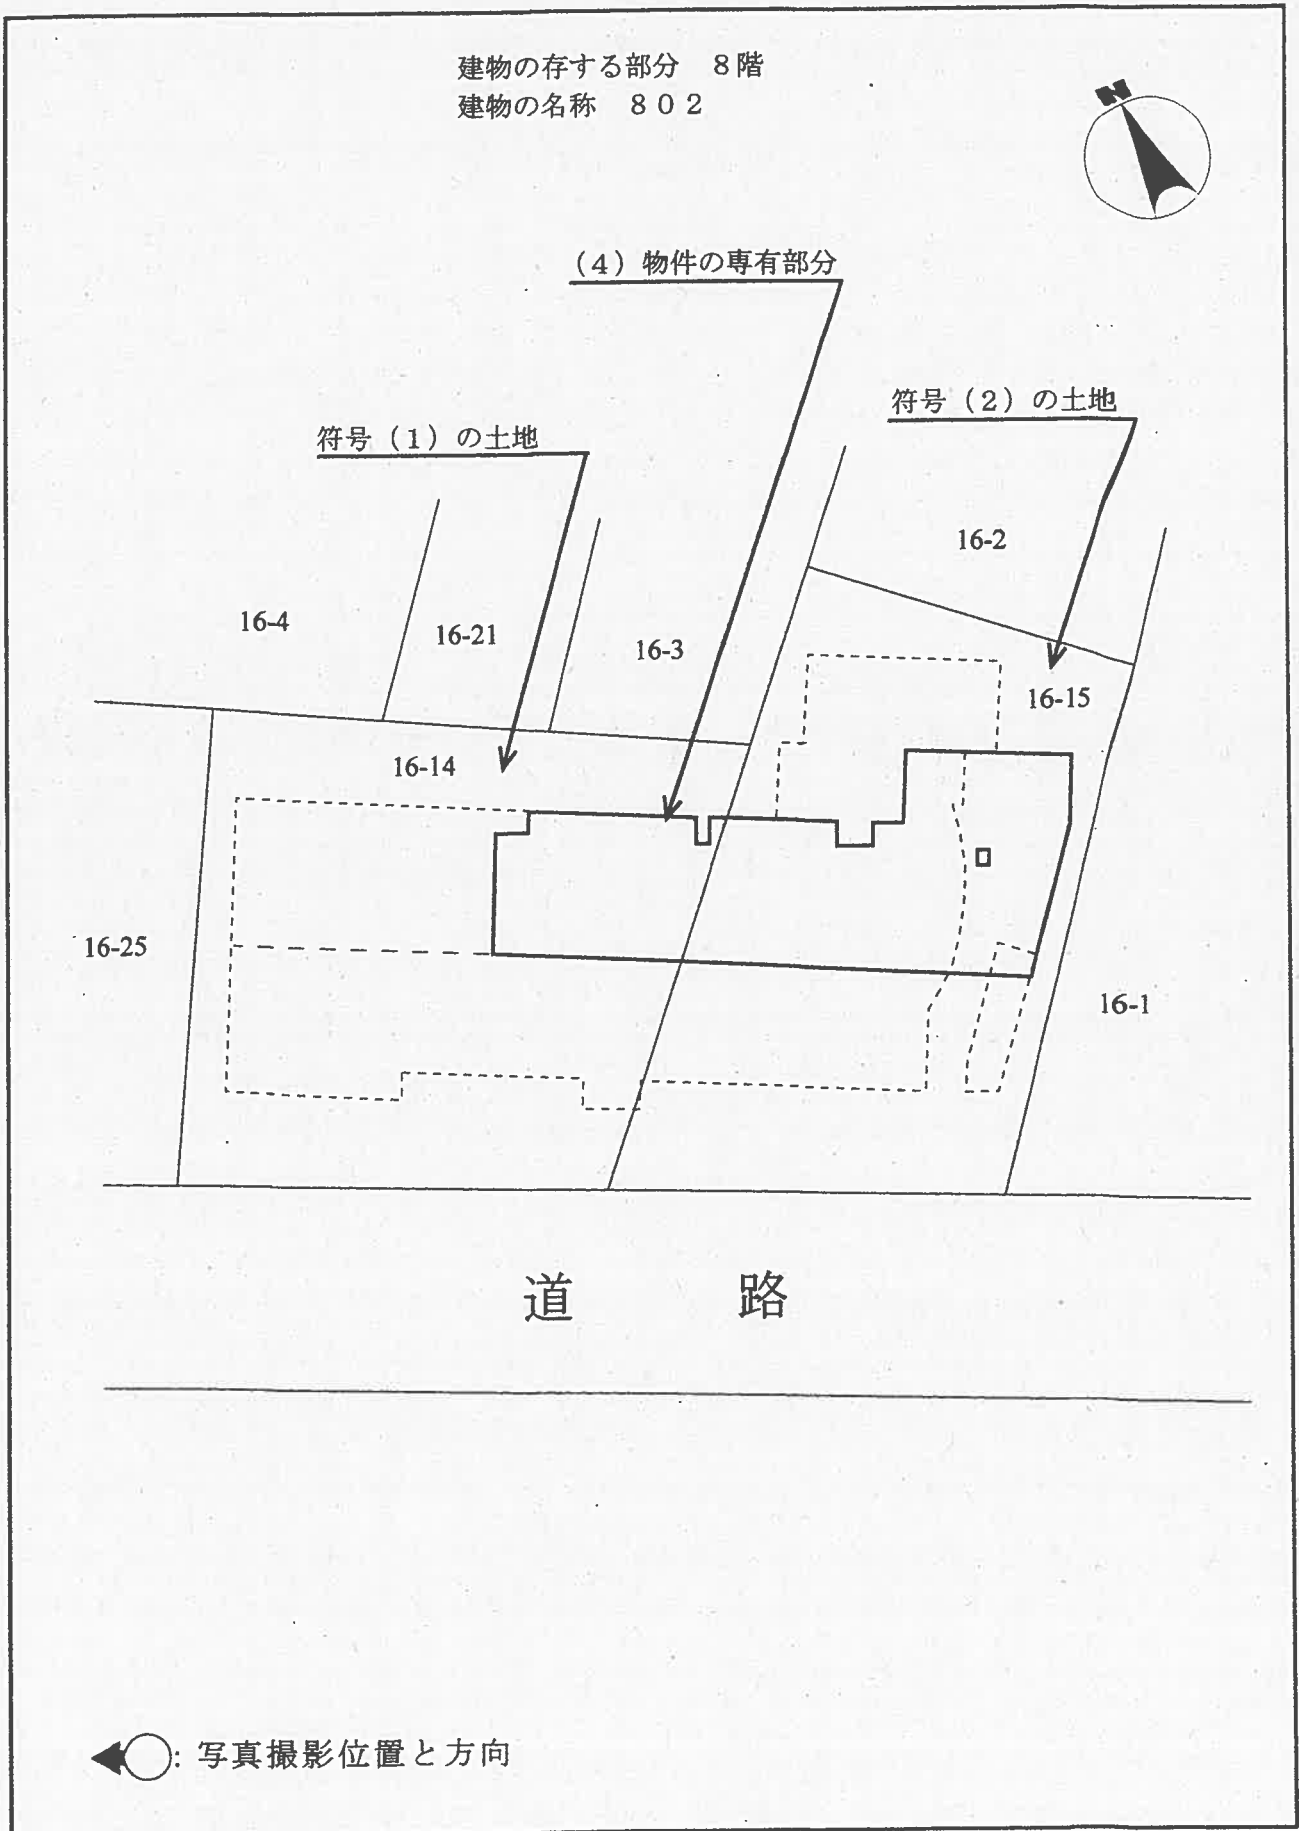 建物の存する部分　８階
建物の名称　８０２
N
（４）物件の専有部分
符号（２）の土地
符号（１）の土地
16-2
16-4
16-21
16-3
16-15
16-14
16-25
16-1
道　路
：写真撮影位置と方向